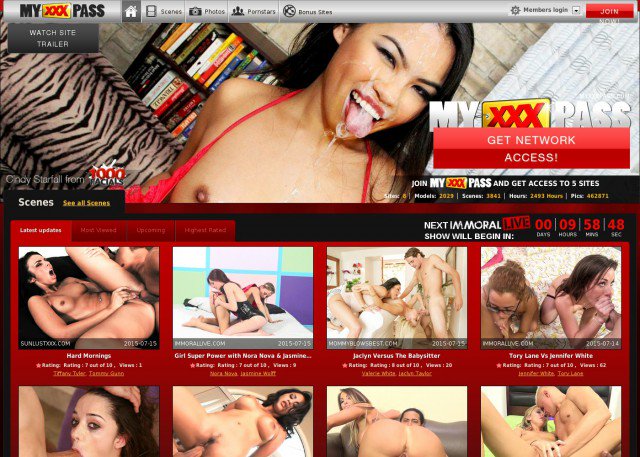 MY XXX PASS
Scenes
Photos
Pornstars
Bonus Sites
Members login
JOIN NOW!
WATCH SITE
TRAILER
MY XXX PASS
GET NETWORK
ACCESS!
Cindy Starfall from 1000 FACIALS
JOIN MY XXX PASS AND GET ACCESS TO 5 SITES
Models: 2029 | Scenes: 3841 | Hours: 2493 Hours | Pics: 462871
Scenes See all Scenes
Latest updates
Most Viewed
Upcoming
Highest Rated
NEXT IMMORAL LIVE
SHOW WILL BEGIN IN:
00 09 58 48
DAYS HOURS MINS SEC
SUNLUSTXXX.COM 2015-07-15
Hard Mornings
Rating: Rating : 7 out of 10 , Views : 1
Tiffany Tyler, Tommy Gunn
IMMORALLIVE.COM 2015-07-15
Girl Super Power with Nora Nova & Jasmine...
Rating: Rating : 7 out of 10 , Views : 9
Nora Nova, Jasmine Wolff
MOMMYBLOWSBEST.COM 2015-07-15
Jaclyn Versus The Babysitter
Rating: Rating : 8 out of 10 , Views : 20
Valerie White, Jaclyn Taylor
IMMORALLIVE.COM 2015-07-14
Tory Lane Vs Jennifer White
Rating: Rating : 7 out of 10 , Views : 62
Jennifer White, Tory Lane